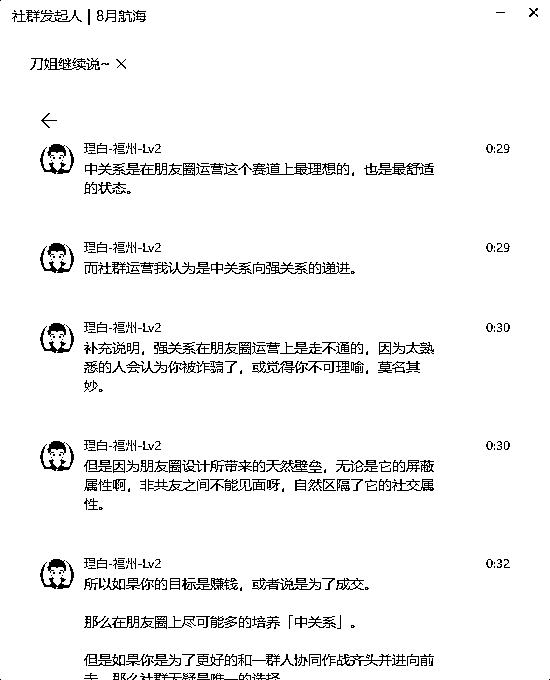 社群发起人 | 8月航海
刀姐继续说~ ×
理白-福州-Lv2 0:29
中关系是在朋友圈运营这个赛道上最理想的，也是最舒适
的状态。
理白-福州-Lv2 0:29
而社群运营我认为是中关系向强关系的递进。
理白-福州-Lv2 0:30
补充说明，强关系在朋友圈运营上是走不通的，因为太熟
悉的人会认为你被诈骗了，或觉得你不可理喻，莫名其
妙。
理白-福州-Lv2 0:30
但是因为朋友圈设计所带来的天然壁垒，无论是它的屏蔽
属性啊，非共友之间不能见面呀，自然区隔了它的社交属
性。
理白-福州-Lv2 0:32
所以如果你的目标是赚钱，或者说是为了成交。
那么在朋友圈上尽可能多的培养「中关系」。
但是如果你是为了更好的和一群人协同作战齐头并进向前
走，那么社群无疑是唯一的选择